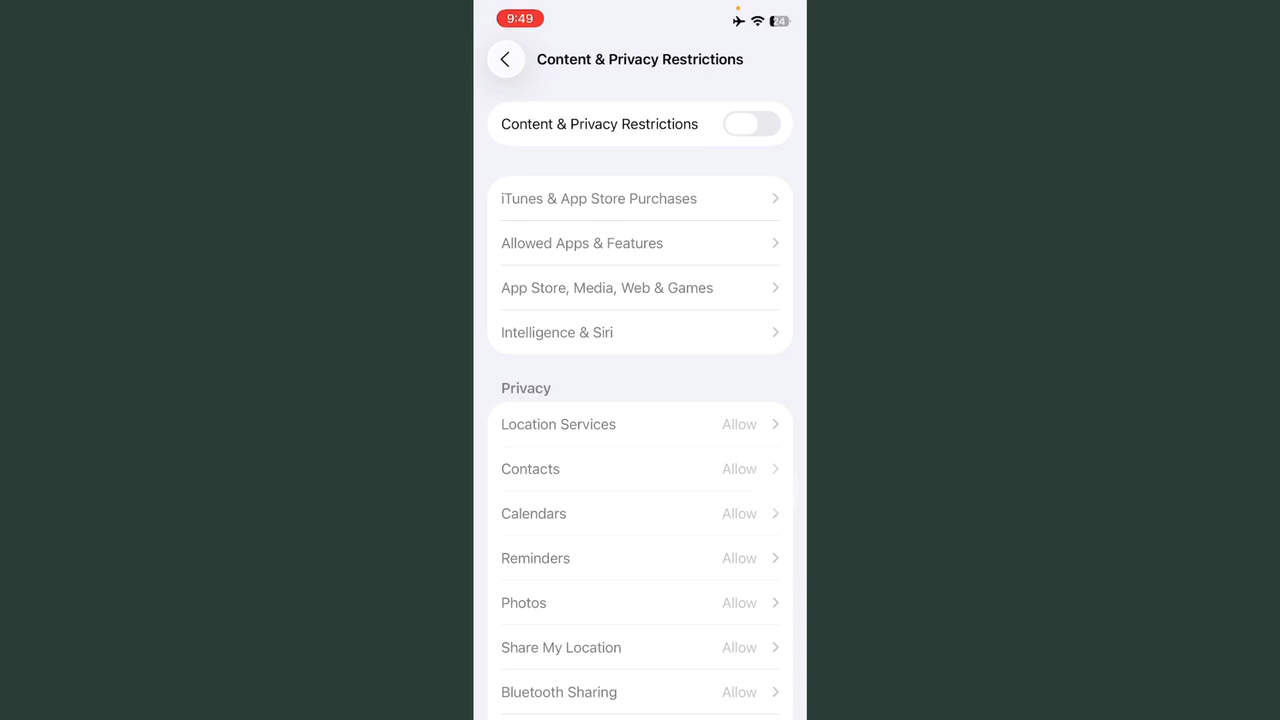 9:49
24
Content & Privacy Restrictions
Content & Privacy Restrictions
iTunes & App Store Purchases
Allowed Apps & Features
App Store, Media, Web & Games
Intelligence & Siri
Privacy
Location Services Allow
Contacts Allow
Calendars Allow
Reminders Allow
Photos Allow
Share My Location Allow
Bluetooth Sharing Allow